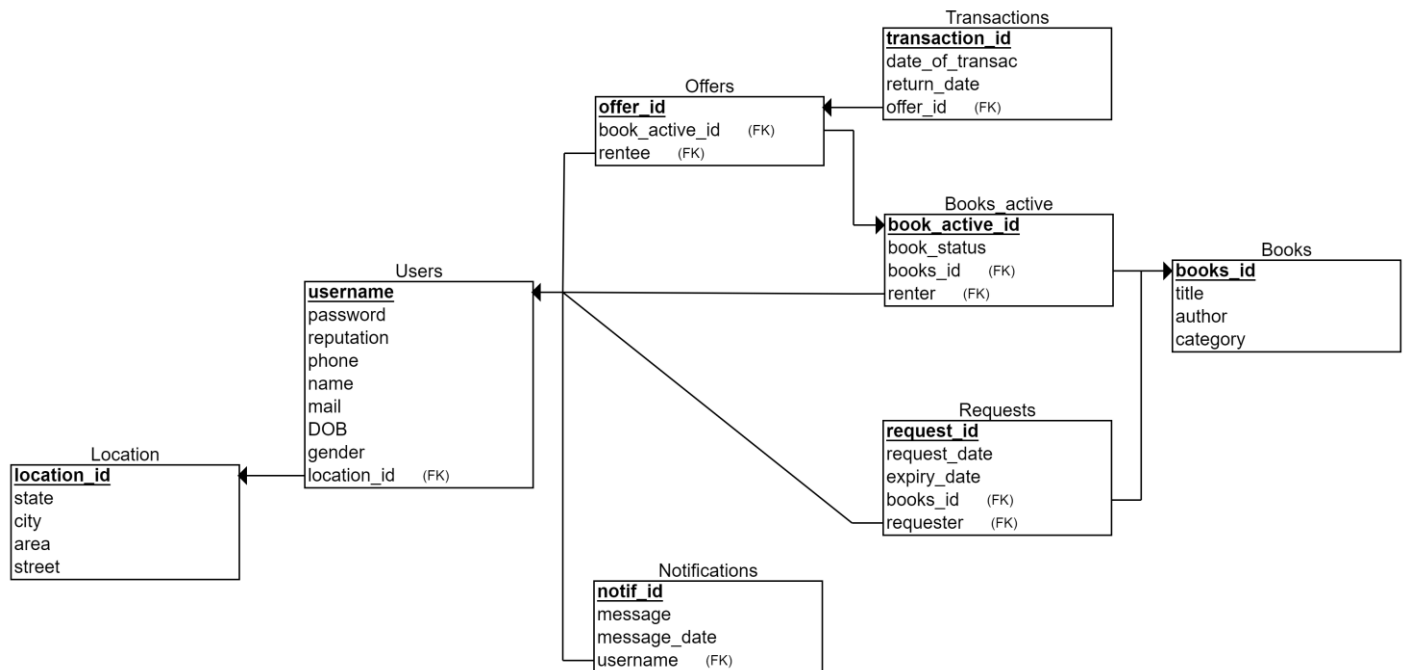 Transactions
transaction_id
date_of_transac
return_date
offer_id (FK)
Offers
offer_id
book_active_id (FK)
rentee (FK)
Books_active
book_active_id
book_status
books_id (FK)
renter (FK)
Books
books_id
title
author
category
Users
username
password
reputation
phone
name
mail
DOB
gender
location_id (FK)
Location
location_id
state
city
area
street
Requests
request_id
request_date
expiry_date
books_id (FK)
requester (FK)
Notifications
notif_id
message
message_date
username (FK)